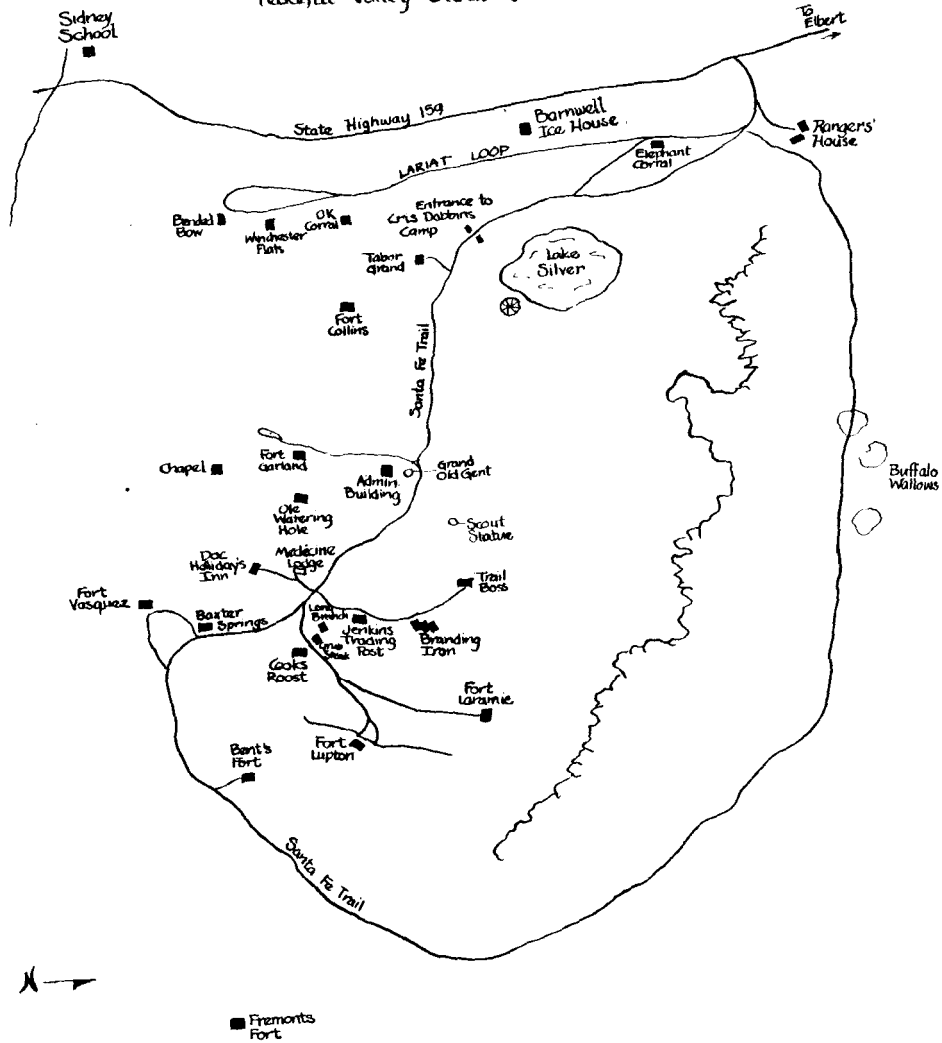 Valley
Sidney
School
To
Elbert
State Highway 159
Barnwell
Ice House
Rangers'
House
LARIAT LOOP
Elephant
Corral
Bended
Bow
Winchester
Flats
OK
Corral
Entrance to
Camp
Tabor
Grand
Lake
Silver
Fort
Collins
Santa Fe Trail
Chapel
Fort
Garland
Admin.
Building
Grand
Old Gent
Buffalo
Wallows
Ole
Watering
Hole
Scout
Statue
Doc
Holliday's
Inn
Medicine
Lodge
Trail
Boss
Fort
Vasquez
Baxter
Springs
Long
Branch
Jenkins
Trading
Post
Branding
Iron
Cooks
Roost
Fort
Laramie
Fort
Lupton
Bent's
Fort
Santa Fe Trail
N
Fremonts
Fort